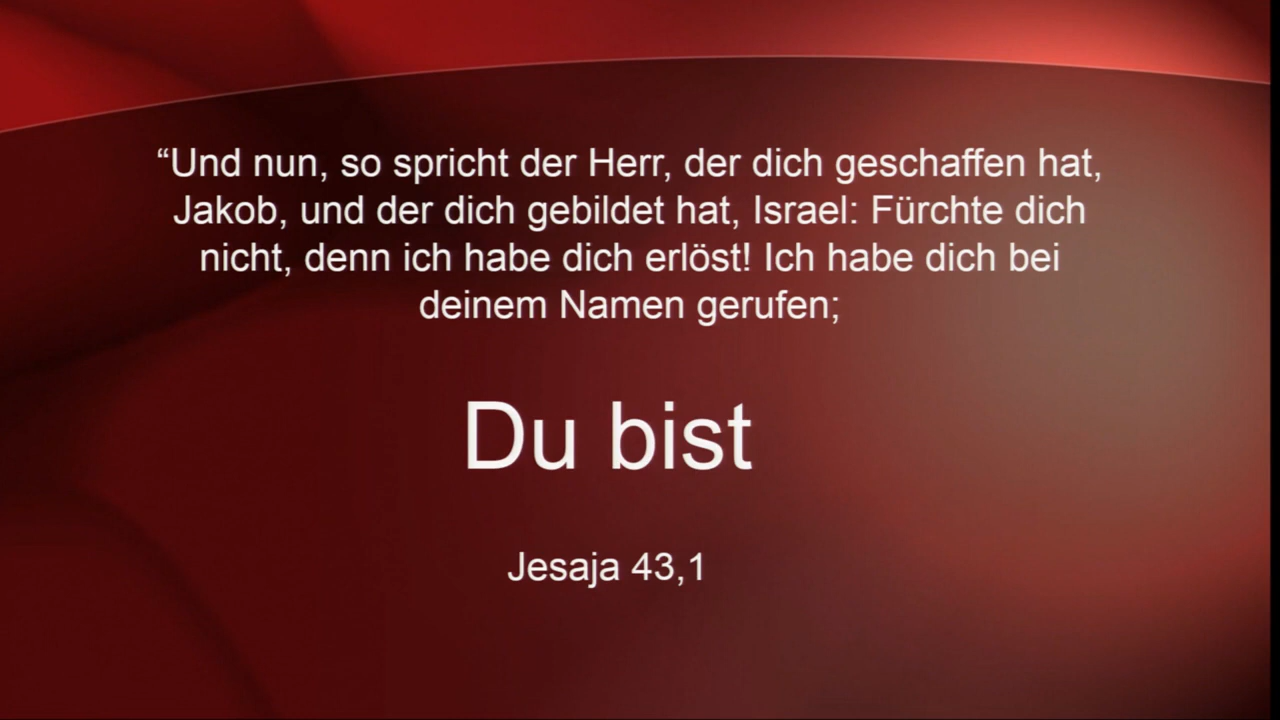 “Und nun, so spricht der Herr, der dich geschaffen hat,
Jakob, und der dich gebildet hat, Israel: Fürchte dich
nicht, denn ich habe dich erlöst! Ich habe dich bei
deinem Namen gerufen;
Du bist
Jesaja 43,1